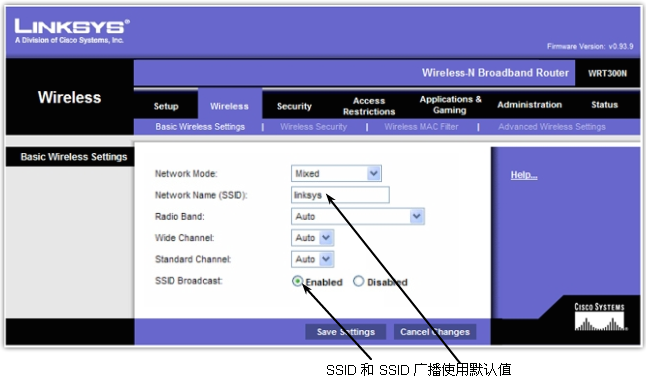 LINKSYS®
A Division of Cisco Systems, Inc.
Firmware Version: v0.93.9
Wireless-N Broadband Router WRT300N
Wireless
Setup Wireless Security Access Restrictions Applications & Gaming Administration Status
Basic Wireless Settings | Wireless Security | Wireless MAC Filter | Advanced Wireless Settings
Basic Wireless Settings
Network Mode: Mixed
Help...
Network Name (SSID): linksys
Radio Band: Auto
Wide Channel: Auto
Standard Channel: Auto
SSID Broadcast: Enabled Disabled
CISCO SYSTEMS
Save Settings Cancel Changes
SSID 和 SSID 广播使用默认值